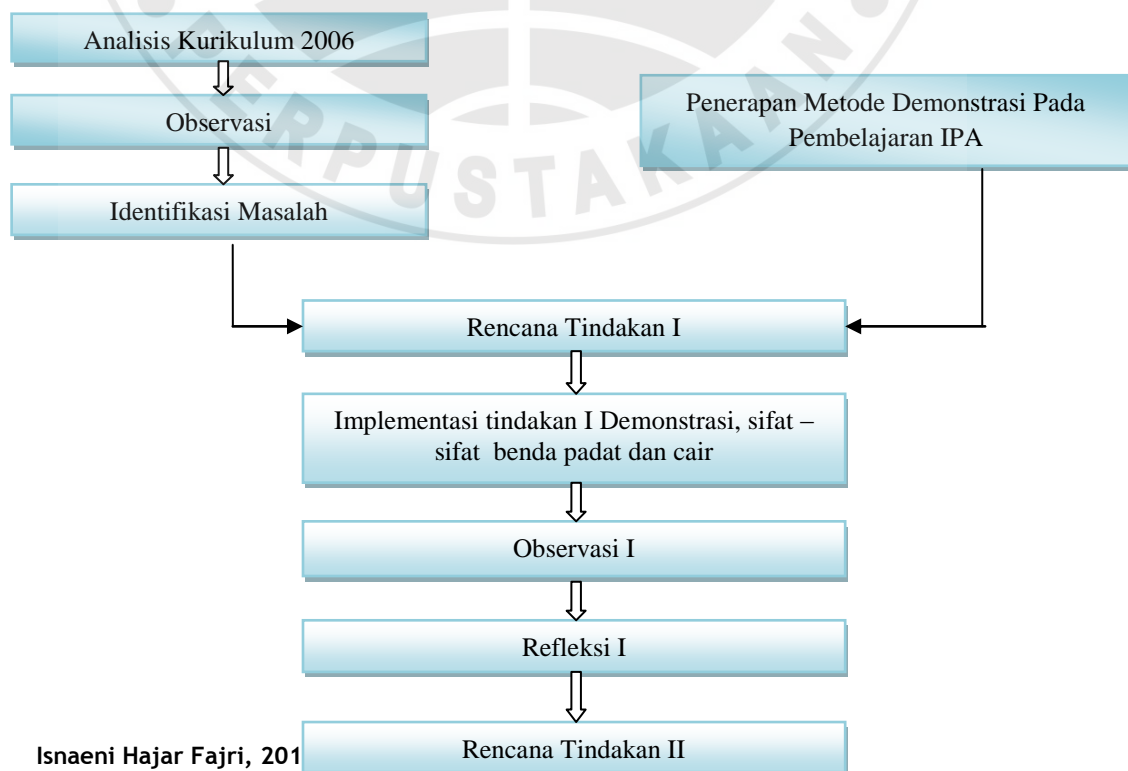 Analisis Kurikulum 2006
Observasi
Identifikasi Masalah
Penerapan Metode Demonstrasi Pada
Pembelajaran IPA
PERPUSTAKAAN
Rencana Tindakan I
Implementasi tindakan I Demonstrasi, sifat –
sifat benda padat dan cair
Observasi I
Refleksi I
Rencana Tindakan II
Isnaeni Hajar Fajri, 201